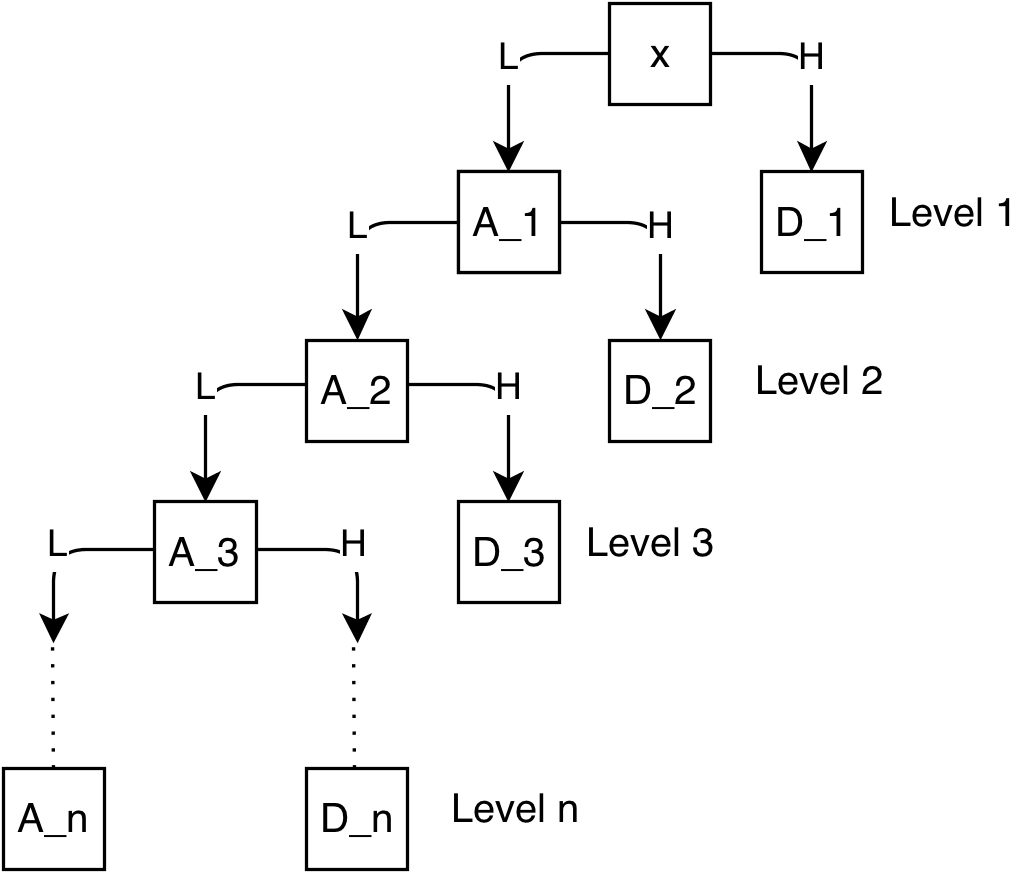 L x H
A_1 D_1 Level 1
L H
A_2 D_2 Level 2
L H
A_3 D_3 Level 3
L H
A_n D_n Level n